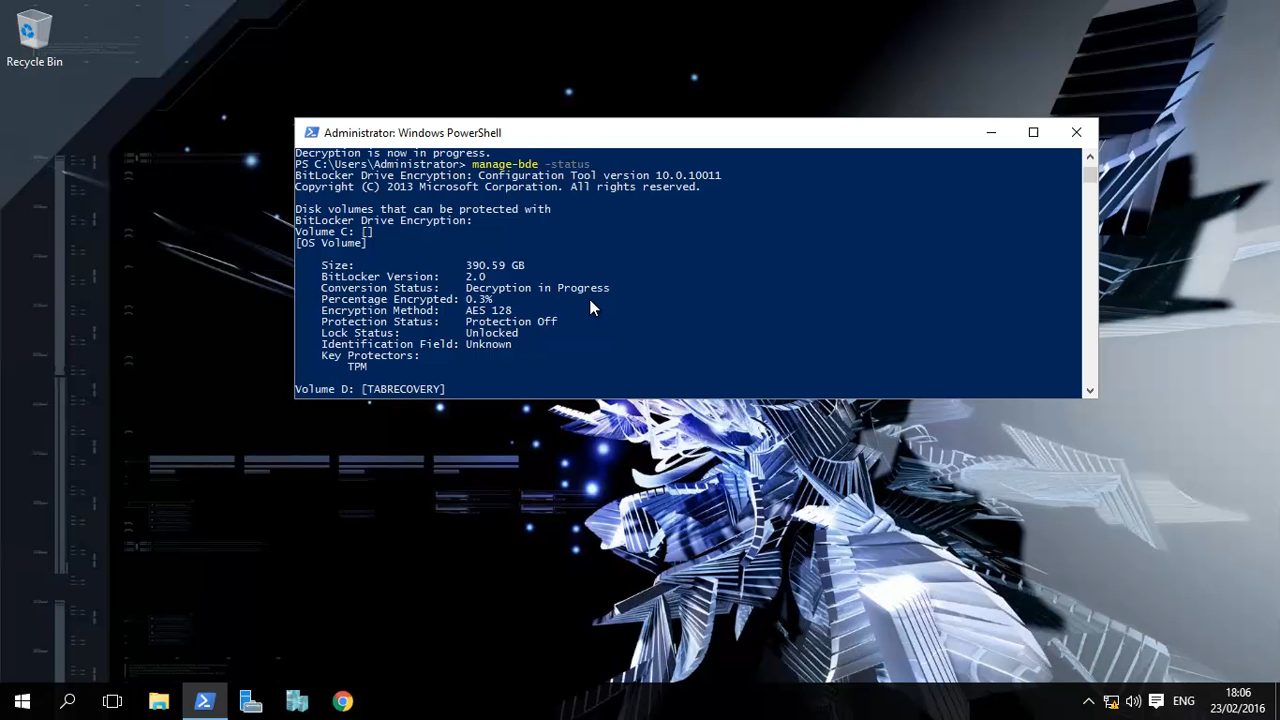 Recycle Bin
Administrator: Windows PowerShell
Decryption is now in progress.
PS C:\Users\Administrator> manage-bde -status
BitLocker Drive Encryption: Configuration Tool version 10.0.10011
Copyright (C) 2013 Microsoft Corporation. All rights reserved.
Disk volumes that can be protected with
BitLocker Drive Encryption:
Volume C: []
[OS Volume]
Size: 390.59 GB
BitLocker Version: 2.0
Conversion Status: Decryption in Progress
Percentage Encrypted: 0.3%
Encryption Method: AES 128
Protection Status: Protection Off
Lock Status: Unlocked
Identification Field: Unknown
Key Protectors:
TPM
Volume D: [TABRECOVERY]
ENG
18:06
23/02/2016